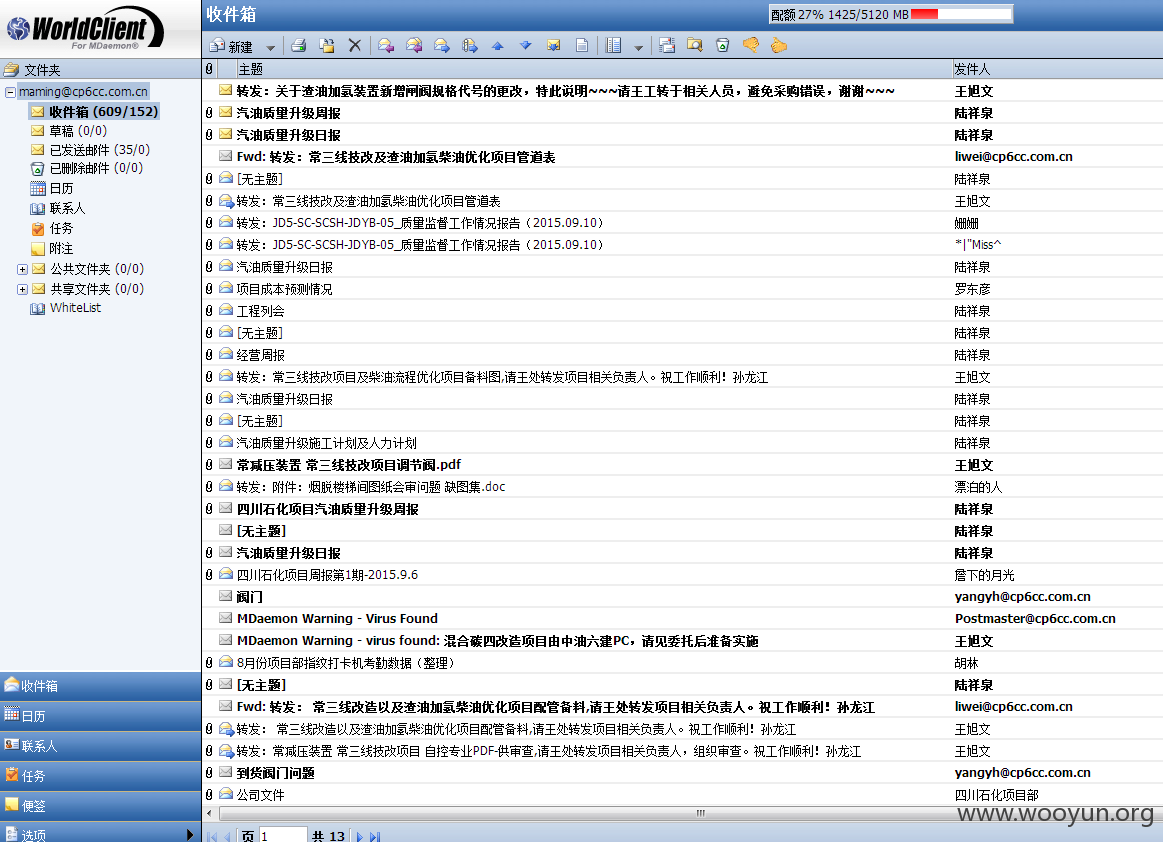 WorldClient
For MDaemon®
收件箱
配额 27% 1425/5120 MB
新建
文件夹
maming@cp6cc.com.cn
收件箱 (609/152)
草稿 (0/0)
已发送邮件 (35/0)
已删除邮件 (0/0)
日历
联系人
任务
附注
公共文件夹 (0/0)
共享文件夹 (0/0)
WhiteList
收件箱
日历
联系人
任务
便签
选项
主题 发件人
转发：关于渣油加氢装置新增闸阀规格代号的更改，特此说明~~~请王工转于相关人员，避免采购错误，谢谢~~~ 王旭文
汽油质量升级周报 陆祥泉
汽油质量升级日报 陆祥泉
Fwd: 转发：常三线技改及渣油加氢柴油优化项目管道表 liwei@cp6cc.com.cn
[无主题] 陆祥泉
转发：常三线技改及渣油加氢柴油优化项目管道表 王旭文
转发：JD5-SC-SCSH-JDYB-05_质量监督工作情况报告（2015.09.10） 姗姗
转发：JD5-SC-SCSH-JDYB-05_质量监督工作情况报告（2015.09.10） *|"Miss^
汽油质量升级日报 陆祥泉
项目成本预测情况 罗东彦
工程列会 陆祥泉
[无主题] 陆祥泉
经营周报 陆祥泉
转发：常三线技改项目及柴油流程优化项目备料图,请王处转发项目相关负责人。祝工作顺利！孙龙江 王旭文
汽油质量升级日报 陆祥泉
[无主题] 陆祥泉
汽油质量升级施工计划及人力计划 陆祥泉
常减压装置 常三线技改项目调节阀.pdf 王旭文
转发：附件：烟脱楼梯间图纸会审问题 缺图集.doc 漂泊的人
四川石化项目汽油质量升级周报 陆祥泉
[无主题] 陆祥泉
汽油质量升级日报 陆祥泉
四川石化项目周报第1期-2015.9.6 詹下的月光
阀门 yangyh@cp6cc.com.cn
MDaemon Warning - Virus Found Postmaster@cp6cc.com.cn
MDaemon Warning - virus found: 混合碳四改造项目由中油六建PC，请见委托后准备实施 王旭文
8月份项目部指纹打卡机考勤数据（整理） 胡林
[无主题] 陆祥泉
Fwd: 转发： 常三线改造以及渣油加氢柴油优化项目配管备料,请王处转发项目相关负责人。祝工作顺利！孙龙江 liwei@cp6cc.com.cn
转发： 常三线改造以及渣油加氢柴油优化项目配管备料,请王处转发项目相关负责人。祝工作顺利！孙龙江 王旭文
转发：常减压装置 常三线技改项目 自控专业PDF-供审查,请王处转发项目相关负责人，组织审查。祝工作顺利！孙龙江 王旭文
到货阀门问题 yangyh@cp6cc.com.cn
公司文件 四川石化项目部
页 1 共 13
www.wooyun.org